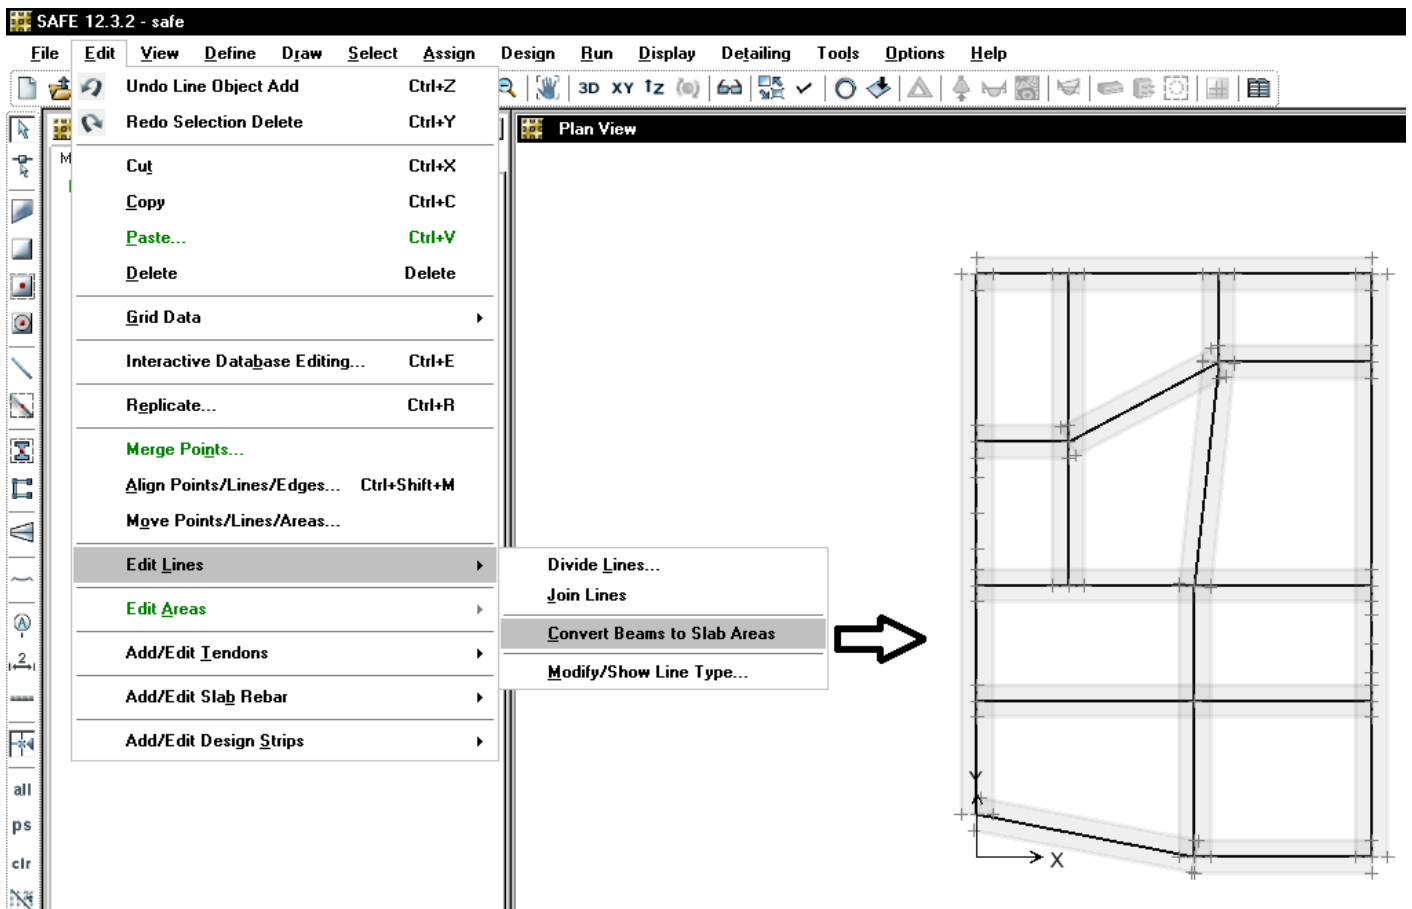 SAFE 12.3.2 - safe
File Edit View Define Draw Select Assign Design Run Display Detailing Tools Options Help
3D XY
Undo Line Object Add Ctrl+Z
Redo Selection Delete Ctrl+Y
Plan View
M
Cut Ctrl+X
Copy Ctrl+C
Paste... Ctrl+V
Delete Delete
Grid Data
Interactive Database Editing... Ctrl+E
Replicate... Ctrl+R
Merge Points...
Align Points/Lines/Edges... Ctrl+Shift+M
Move Points/Lines/Areas...
Edit Lines
Divide Lines...
Join Lines
Convert Beams to Slab Areas
Modify/Show Line Type...
Edit Areas
Add/Edit Tendons
Add/Edit Slab Rebar
Add/Edit Design Strips
A
2
all
ps
clr
Y
X